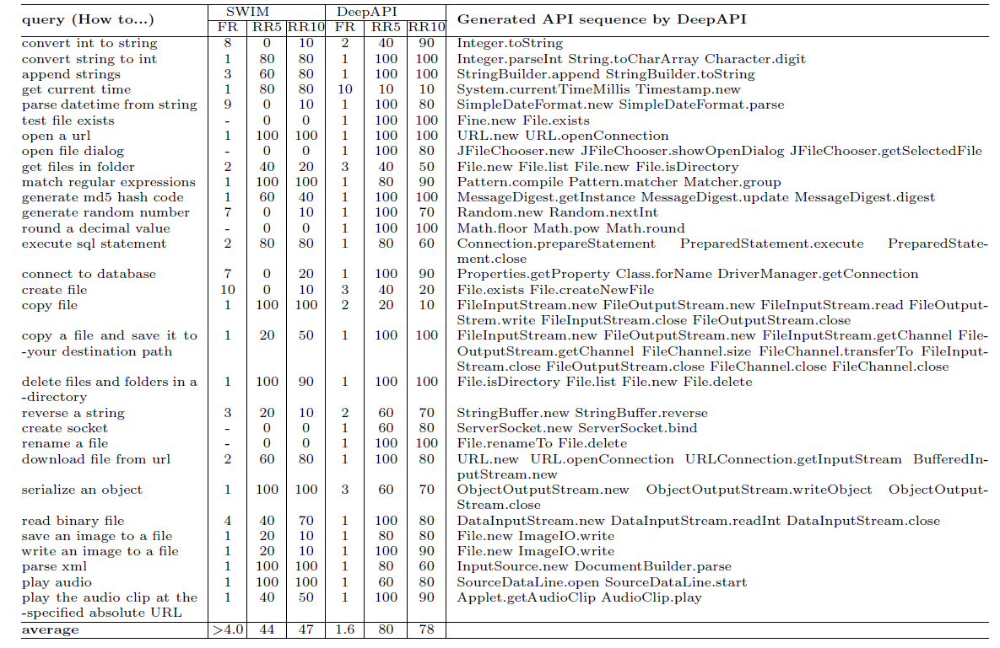 query (How to...) SWIM DeepAPI Generated API sequence by DeepAPI
FR RR5 RR10 FR RR5 RR10
convert int to string 8 0 10 2 40 90 Integer.toString
convert string to int 1 80 80 1 100 100 Integer.parseInt String.toCharArray Character.digit
append strings 3 60 80 1 100 100 StringBuilder.append StringBuilder.toString
get current time 1 80 80 10 10 10 System.currentTimeMillis Timestamp.new
parse datetime from string 9 0 10 1 100 80 SimpleDateFormat.new SimpleDateFormat.parse
test file exists - 0 0 1 100 100 Fine.new File.exists
open a url 1 100 100 1 100 100 URL.new URL.openConnection
open file dialog - 0 0 1 100 80 JFileChooser.new JFileChooser.showOpenDialog JFileChooser.getSelectedFile
get files in folder 2 40 20 3 40 50 File.new File.list File.new File.isDirectory
match regular expressions 1 100 100 1 80 90 Pattern.compile Pattern.matcher Matcher.group
generate md5 hash code 1 60 40 1 100 100 MessageDigest.getInstance MessageDigest.update MessageDigest.digest
generate random number 7 0 10 1 100 70 Random.new Random.nextInt
round a decimal value - 0 0 1 100 100 Math.floor Math.pow Math.round
execute sql statement 2 80 80 1 80 60 Connection.prepareStatement PreparedStatement.execute PreparedState-
ment.close
connect to database 7 0 20 1 100 90 Properties.getProperty Class.forName DriverManager.getConnection
create file 10 0 10 3 40 20 File.exists File.createNewFile
copy file 1 100 100 2 20 10 FileInputStream.new FileOutputStream.new FileInputStream.read FileOutput-
Strem.write FileInputStream.close FileOutputStream.close
copy a file and save it to 1 20 50 1 100 100 FileInputStream.new FileOutputStream.new FileInputStream.getChannel File-
-your destination path OutputStream.getChannel FileChannel.size FileChannel.transferTo FileInput-
Stream.close FileOutputStream.close FileChannel.close FileChannel.close
delete files and folders in a 1 100 90 1 100 100 File.isDirectory File.list File.new File.delete
-directory
reverse a string 3 20 10 2 60 70 StringBuffer.new StringBuffer.reverse
create socket - 0 0 1 60 80 ServerSocket.new ServerSocket.bind
rename a file - 0 0 1 100 100 File.renameTo File.delete
download file from url 2 60 80 1 100 80 URL.new URL.openConnection URLConnection.getInputStream BufferedIn-
putStream.new
serialize an object 1 100 100 3 60 70 ObjectOutputStream.new ObjectOutputStream.writeObject ObjectOutput-
Stream.close
read binary file 4 40 70 1 100 80 DataInputStream.new DataInputStream.readInt DataInputStream.close
save an image to a file 1 20 10 1 80 80 File.new ImageIO.write
write an image to a file 1 20 10 1 100 90 File.new ImageIO.write
parse xml 1 100 100 1 80 60 InputSource.new DocumentBuilder.parse
play audio 1 100 100 1 60 80 SourceDataLine.open SourceDataLine.start
play the audio clip at the 1 40 50 1 100 90 Applet.getAudioClip AudioClip.play
-specified absolute URL
average >4.0 44 47 1.6 80 78